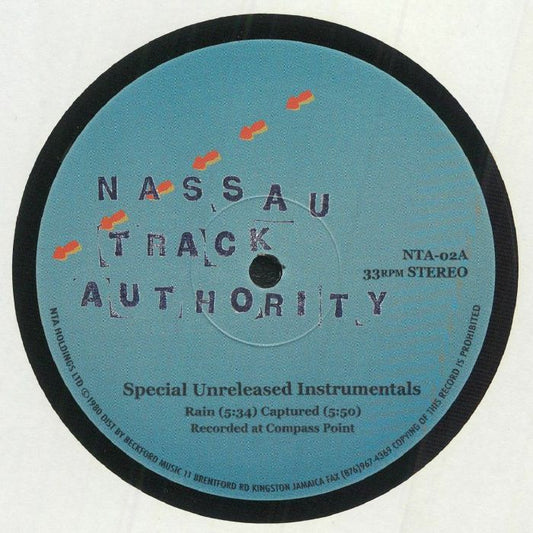 NASSAU
TRACK
AUTHORITY
NTA-02A
33RPM STEREO
Special Unreleased Instrumentals
Rain (5:34) Captured (5:50)
Recorded at Compass Point
NTA HOLDINGS LTD ©1980 DIST BY BECKFORD MUSIC 11 BRENTFORD RD KINGSTON JAMAICA FAX (876)967-4369 COPYING OF THIS RECORD IS PROHIBITED